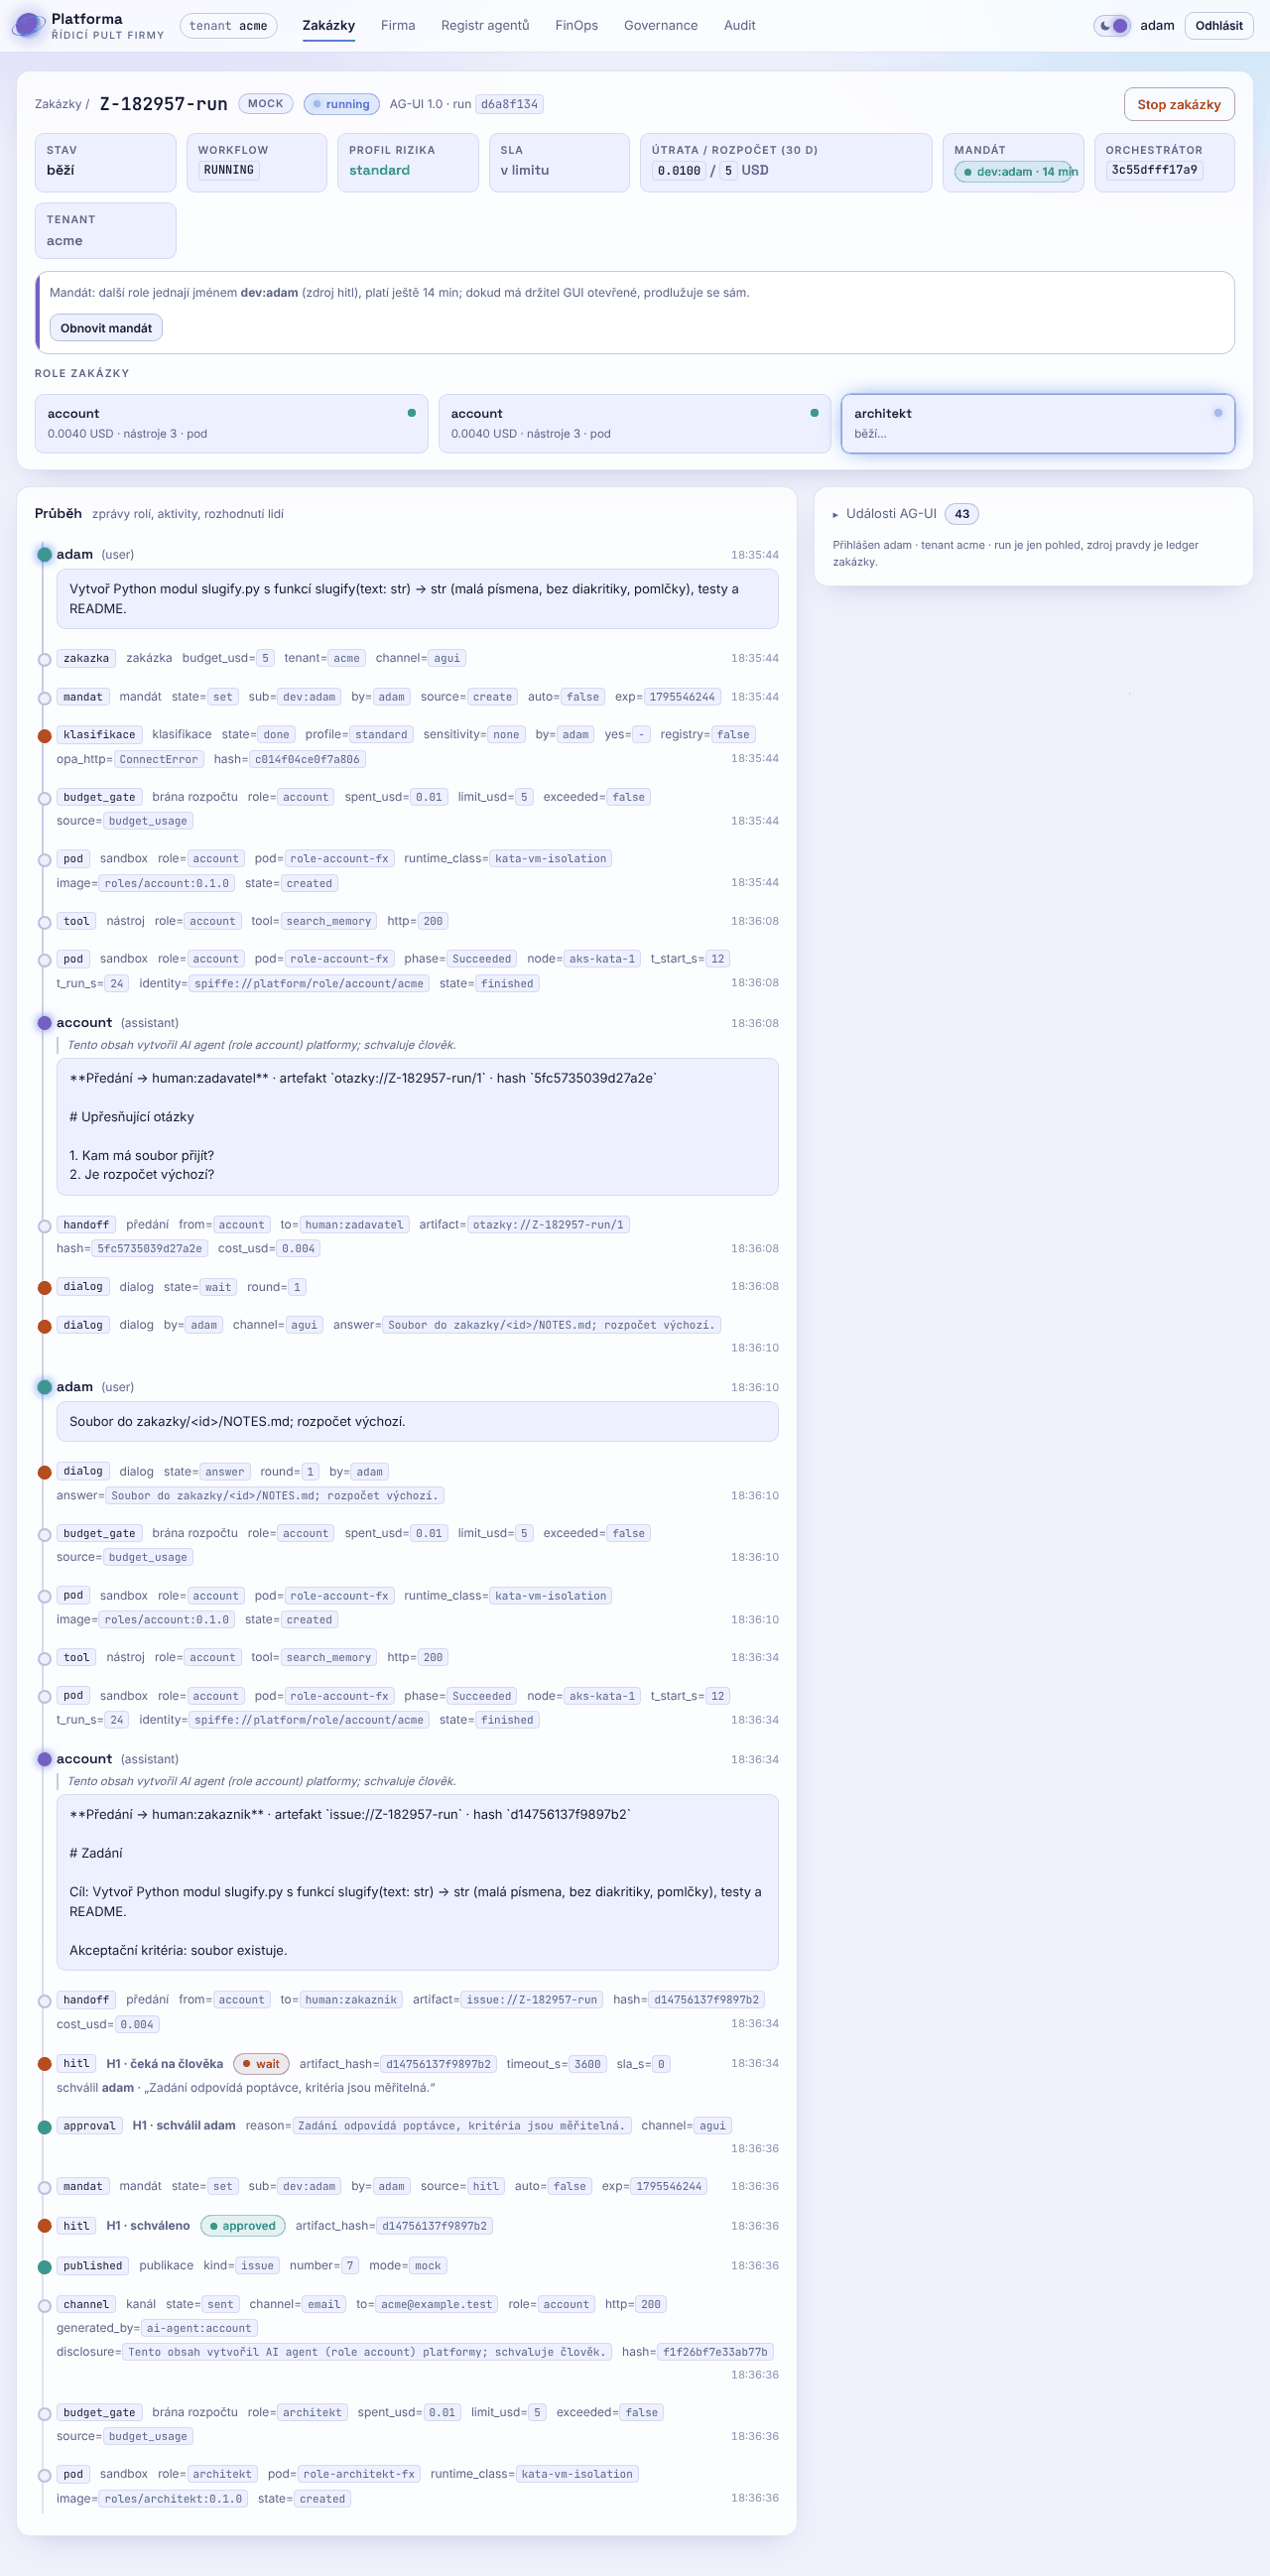 Platforma
ŘÍDICÍ PULT FIRMY
tenant acme
Zakázky Firma Registr agentů FinOps Governance Audit
adam Odhlásit
Zakázky / Z-182957-run MOCK running AG-UI 1.0 · run d6a8f134
Stop zakázky
STAV
běží
WORKFLOW
RUNNING
PROFIL RIZIKA
standard
SLA
v limitu
ÚTRATA / ROZPOČET (30 D)
0.0100 / 5 USD
MANDÁT
dev:adam · 14 min
ORCHESTRÁTOR
3c55dfff17a9
TENANT
acme
Mandát: další role jednají jménem dev:adam (zdroj hitl), platí ještě 14 min; dokud má držitel GUI otevřené, prodlužuje se sám.
Obnovit mandát
ROLE ZAKÁZKY
account
0.0040 USD · nástroje 3 · pod
account
0.0040 USD · nástroje 3 · pod
architekt
běží…
Průběh zprávy rolí, aktivity, rozhodnutí lidí
adam (user) 18:35:44
Vytvoř Python modul slugify.py s funkcí slugify(text: str) → str (malá písmena, bez diakritiky, pomlčky), testy a
README.
zakazka zakázka budget_usd=5 tenant=acme channel=agui 18:35:44
mandat mandát state=set sub=dev:adam by=adam source=create auto=false exp=1795546244 18:35:44
klasifikace klasifikace state=done profile=standard sensitivity=none by=adam yes=- registry=false
opa_http=ConnectError hash=c014f04ce0f7a806 18:35:44
budget_gate brána rozpočtu role=account spent_usd=0.01 limit_usd=5 exceeded=false
source=budget_usage 18:35:44
pod sandbox role=account pod=role-account-fx runtime_class=kata-vm-isolation
image=roles/account:0.1.0 state=created 18:35:44
tool nástroj role=account tool=search_memory http=200 18:36:08
pod sandbox role=account pod=role-account-fx phase=Succeeded node=aks-kata-1 t_start_s=12
t_run_s=24 identity=spiffe://platform/role/account/acme state=finished 18:36:08
account (assistant) 18:36:08
Tento obsah vytvořil AI agent (role account) platformy; schvaluje člověk.
**Předání → human:zadavatel** · artefakt `otazky://Z-182957-run/1` · hash `5fc5735039d27a2e`
# Upřesňující otázky
1. Kam má soubor přijít?
2. Je rozpočet výchozí?
handoff předání from=account to=human:zadavatel artifact=otazky://Z-182957-run/1
hash=5fc5735039d27a2e cost_usd=0.004 18:36:08
dialog dialog state=wait round=1 18:36:08
dialog dialog by=adam channel=agui answer=Soubor do zakazky/<id>/NOTES.md; rozpočet výchozí.
18:36:10
adam (user) 18:36:10
Soubor do zakazky/<id>/NOTES.md; rozpočet výchozí.
dialog dialog state=answer round=1 by=adam
answer=Soubor do zakazky/<id>/NOTES.md; rozpočet výchozí. 18:36:10
budget_gate brána rozpočtu role=account spent_usd=0.01 limit_usd=5 exceeded=false
source=budget_usage 18:36:10
pod sandbox role=account pod=role-account-fx runtime_class=kata-vm-isolation
image=roles/account:0.1.0 state=created 18:36:10
tool nástroj role=account tool=search_memory http=200 18:36:34
pod sandbox role=account pod=role-account-fx phase=Succeeded node=aks-kata-1 t_start_s=12
t_run_s=24 identity=spiffe://platform/role/account/acme state=finished 18:36:34
account (assistant) 18:36:34
Tento obsah vytvořil AI agent (role account) platformy; schvaluje člověk.
**Předání → human:zakaznik** · artefakt `issue://Z-182957-run` · hash `d14756137f9897b2`
# Zadání
Cíl: Vytvoř Python modul slugify.py s funkcí slugify(text: str) → str (malá písmena, bez diakritiky, pomlčky), testy a
README.
Akceptační kritéria: soubor existuje.
handoff předání from=account to=human:zakaznik artifact=issue://Z-182957-run hash=d14756137f9897b2
cost_usd=0.004 18:36:34
hitl H1 · čeká na člověka wait artifact_hash=d14756137f9897b2 timeout_s=3600 sla_s=0 18:36:34
schválil adam · „Zadání odpovídá poptávce, kritéria jsou měřitelná.“
approval H1 · schválil adam reason=Zadání odpovídá poptávce, kritéria jsou měřitelná. channel=agui
18:36:36
mandat mandát state=set sub=dev:adam by=adam source=hitl auto=false exp=1795546244 18:36:36
hitl H1 · schváleno approved artifact_hash=d14756137f9897b2 18:36:36
published publikace kind=issue number=7 mode=mock 18:36:36
channel kanál state=sent channel=email to=acme@example.test role=account http=200
generated_by=ai-agent:account
disclosure=Tento obsah vytvořil AI agent (role account) platformy; schvaluje člověk. hash=f1f26bf7e33ab77b
18:36:36
budget_gate brána rozpočtu role=architekt spent_usd=0.01 limit_usd=5 exceeded=false
source=budget_usage 18:36:36
pod sandbox role=architekt pod=role-architekt-fx runtime_class=kata-vm-isolation
image=roles/architekt:0.1.0 state=created 18:36:36
▸ Události AG-UI 43
Přihlášen adam · tenant acme · run je jen pohled, zdroj pravdy je ledger
zakázky.